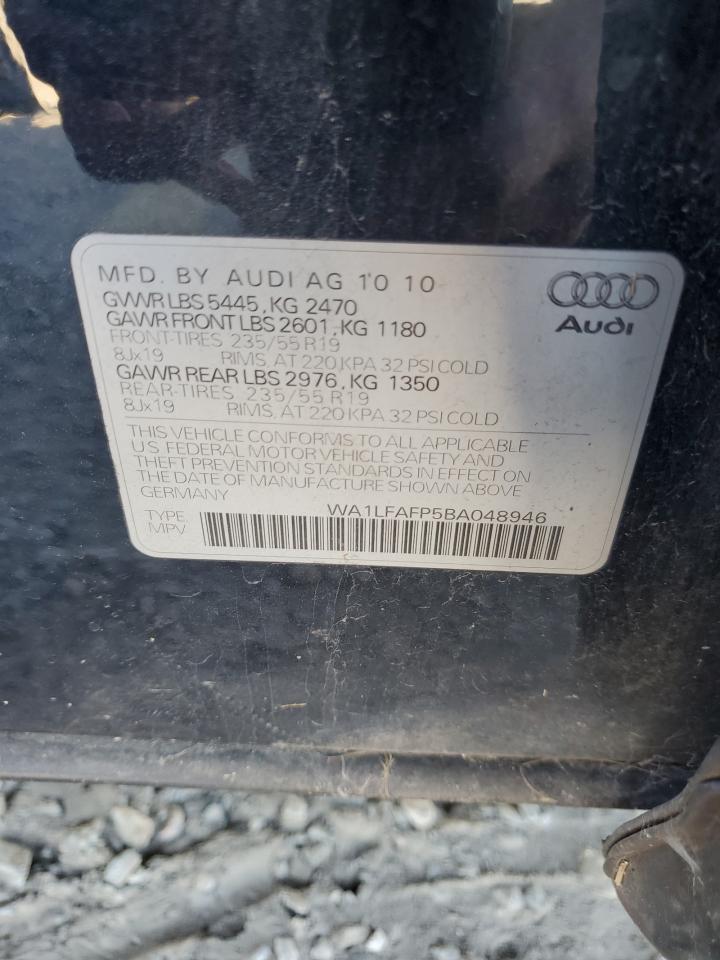 MFD. BY AUDI AG 10 10
GVWR LBS 5445, KG 2470
GAWR FRONT LBS 2601, KG 1180
FRONT-TIRES 235/55 R19
8Jx19 RIMS, AT 220 KPA 32 PSI COLD
GAWR REAR LBS 2976, KG 1350
REAR-TIRES 235/55 R19
8Jx19 RIMS, AT 220 KPA 32 PSI COLD
Audi
THIS VEHICLE CONFORMS TO ALL APPLICABLE
U.S. FEDERAL MOTOR VEHICLE SAFETY AND
THEFT PREVENTION STANDARDS IN EFFECT ON
THE DATE OF MANUFACTURE SHOWN ABOVE
GERMANY WA1LFAFP5BA048946
TYPE:
MPV